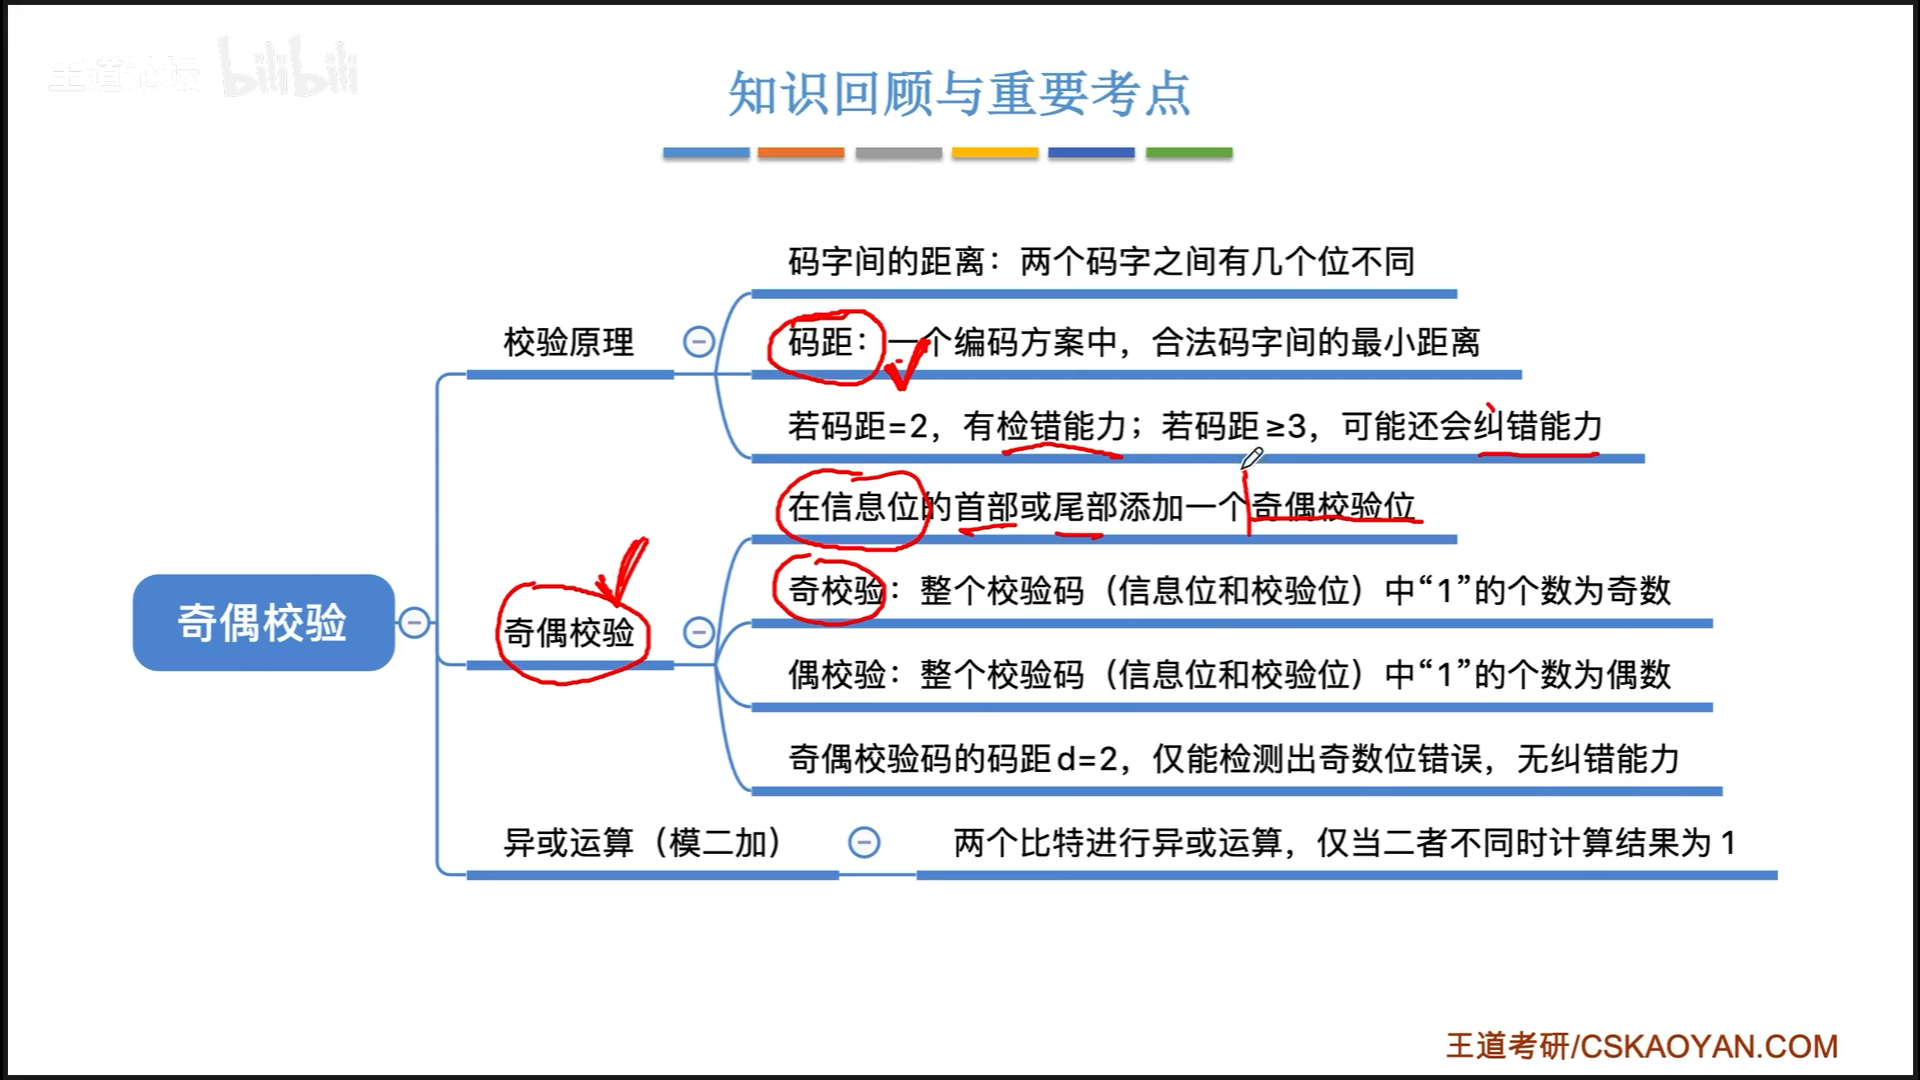 王道论坛 bilibili
知识回顾与重要考点
码字间的距离：两个码字之间有几个位不同
校验原理
码距：一个编码方案中，合法码字间的最小距离
若码距=2，有检错能力；若码距≥3，可能还会纠错能力
在信息位的首部或尾部添加一个奇偶校验位
奇校验：整个校验码（信息位和校验位）中“1”的个数为奇数
奇偶校验
奇偶校验
偶校验：整个校验码（信息位和校验位）中“1”的个数为偶数
奇偶校验码的码距d=2，仅能检测出奇数位错误，无纠错能力
异或运算（模二加）
两个比特进行异或运算，仅当二者不同时计算结果为1
王道考研/CSKAOYAN.COM